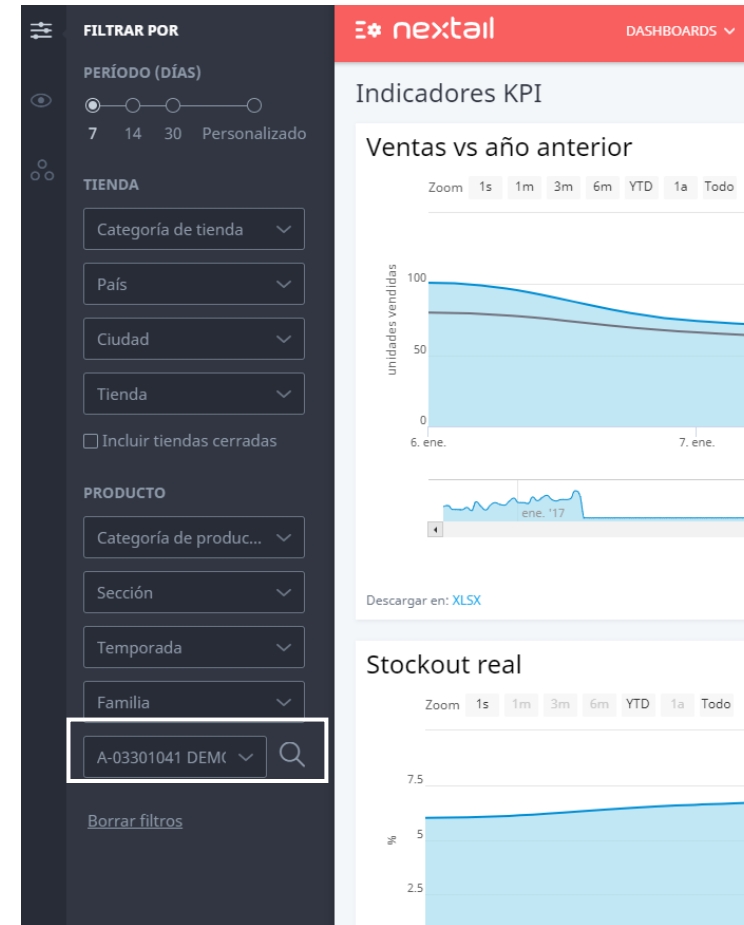 FILTRAR POR
PERÍODO (DÍAS)
7 14 30 Personalizado
TIENDA
Categoría de tienda
País
Ciudad
Tienda
Incluir tiendas cerradas
PRODUCTO
Categoría de produc...
Sección
Temporada
Familia
A-03301041 DEM
Borrar filtros
nextail
DASHBOARDS
Indicadores KPI
Ventas vs año anterior
Zoom 1s 1m 3m 6m YTD 1a Todo
unidades vendidas
100
50
0
6. ene. 7. ene.
ene. '17
Descargar en: XLSX
Stockout real
Zoom 1s 1m 3m 6m YTD 1a Todo
%
7.5
5
2.5